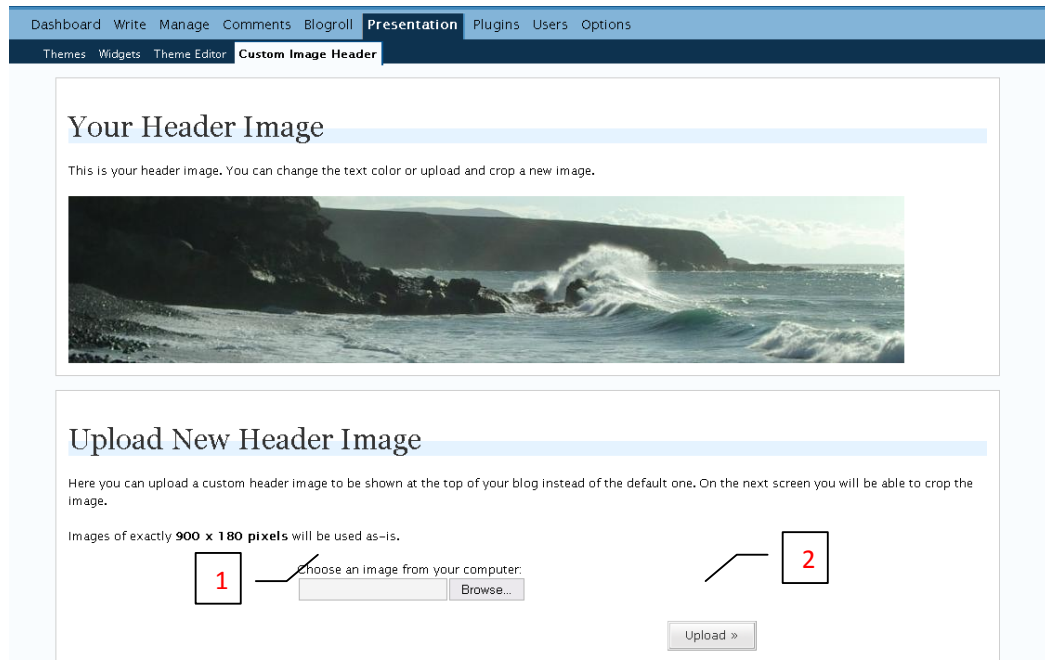 Dashboard Write Manage Comments Blogroll Presentation Plugins Users Options
Themes Widgets Theme Editor Custom Image Header
Your Header Image
This is your header image. You can change the text color or upload and crop a new image.
Upload New Header Image
Here you can upload a custom header image to be shown at the top of your blog instead of the default one. On the next screen you will be able to crop the
image.
Images of exactly 900 x 180 pixels will be used as-is.
1
2
Choose an image from your computer:
Browse...
Upload »